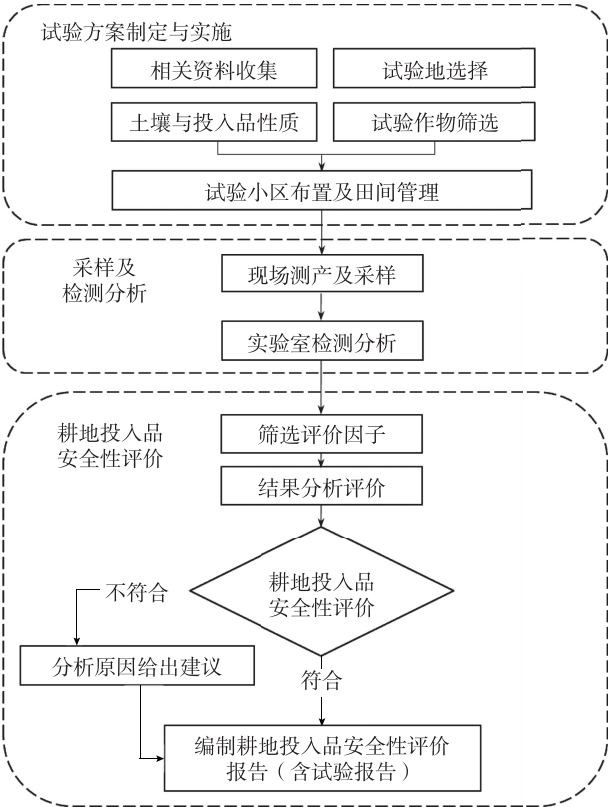 试验方案制定与实施
相关资料收集
试验地选择
土壤与投入品性质
试验作物筛选
试验小区布置及田间管理
采样及
检测分析
现场测产及采样
实验室检测分析
耕地投入品
安全性评价
筛选评价因子
结果分析评价
耕地投入品
安全性评价
不符合
分析原因给出建议
符合
编制耕地投入品安全性评价
报告（含试验报告）